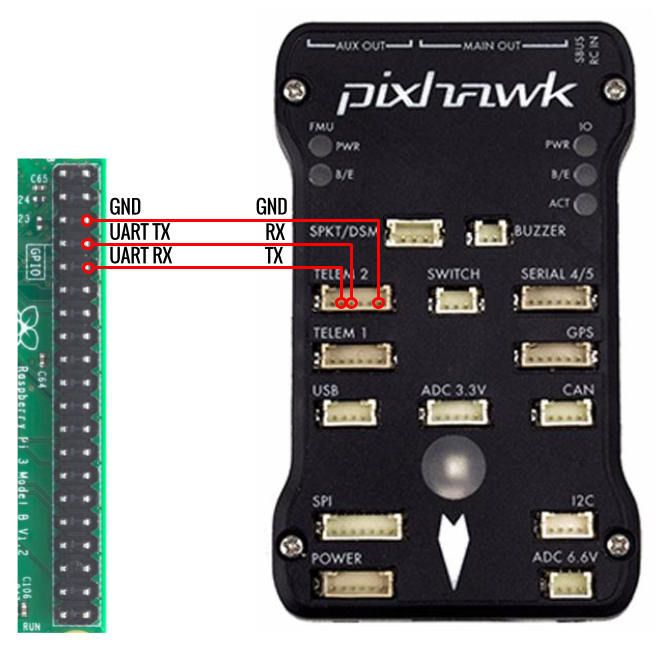 AUX OUT
MAIN OUT
SBUS
RC IN
pixhawk
FMU
PWR
B/E
IO
PWR
B/E
ACT
C65
24
23
GPIO
GND
GND
UART TX
RX
UART RX
TX
SPKT/DSM
BUZZER
TELEM 2
SWITCH
SERIAL 4/5
TELEM 1
GPS
USB
ADC 3.3V
CAN
C64
Raspberry Pi 3 Model B V1.2
SPI
I2C
POWER
ADC 6.6V
C106
RUN